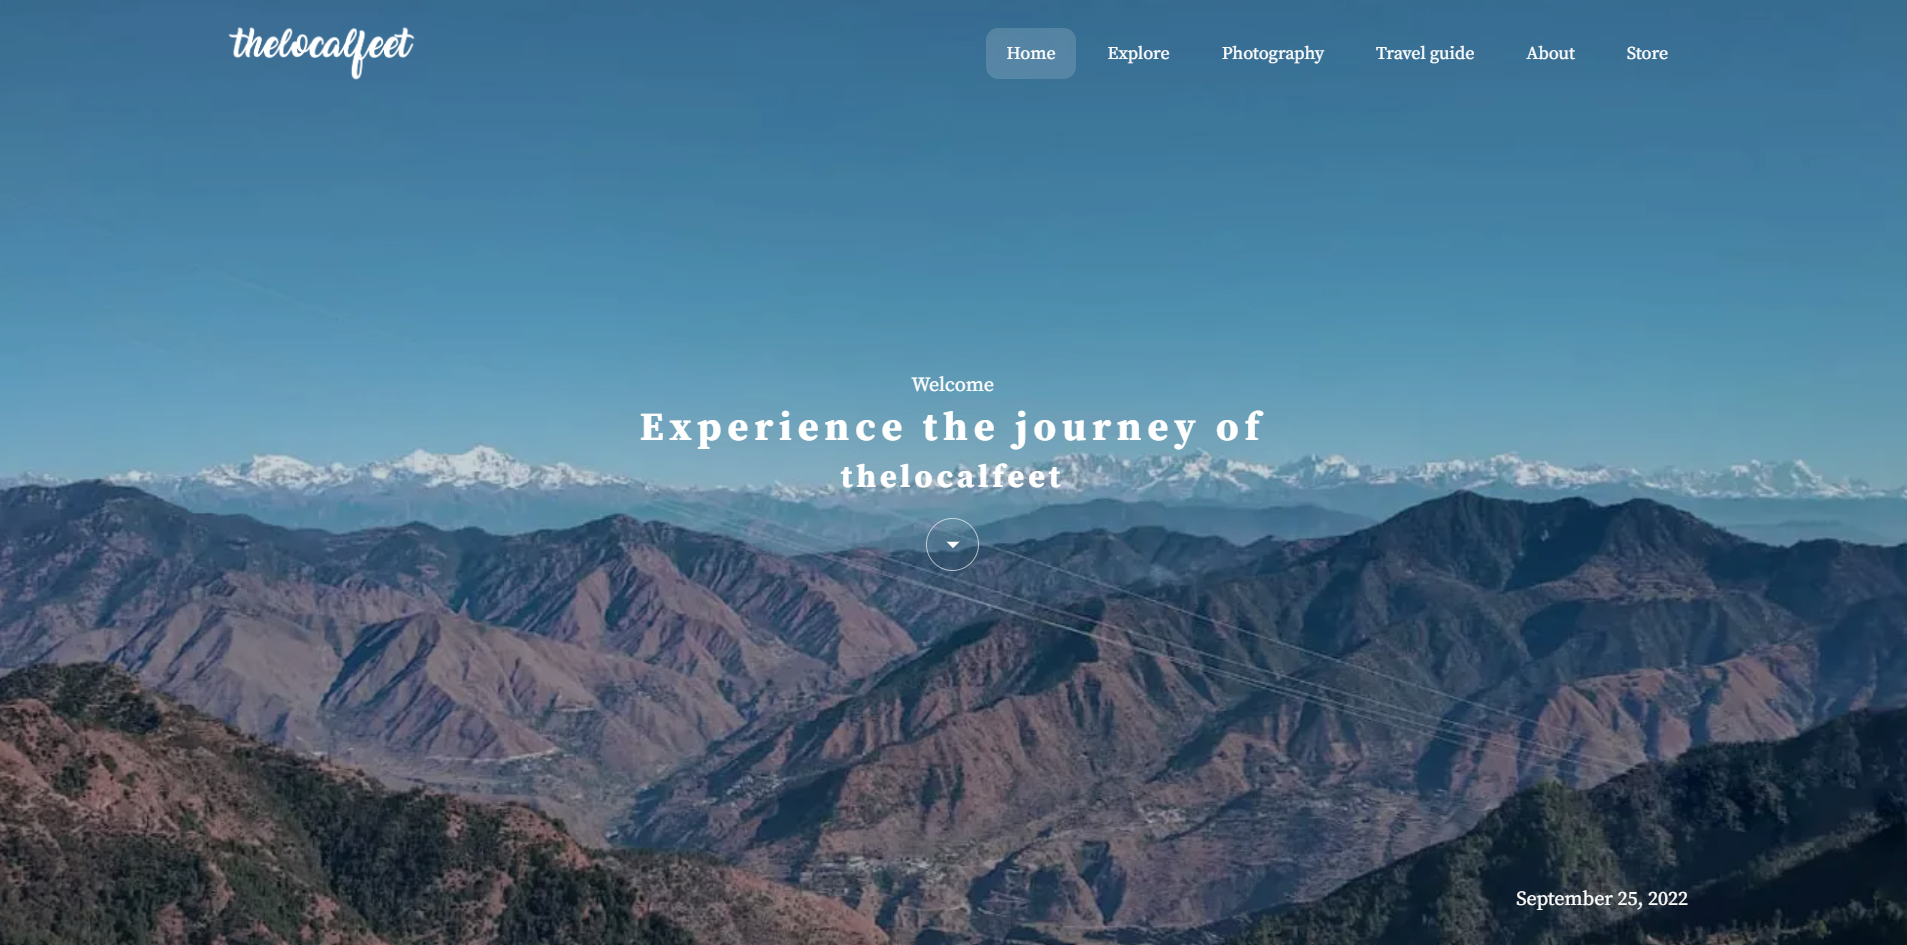 thelocalfeet
Home Explore Photography Travel guide About Store
Welcome
Experience the journey of
thelocalfeet
September 25, 2022